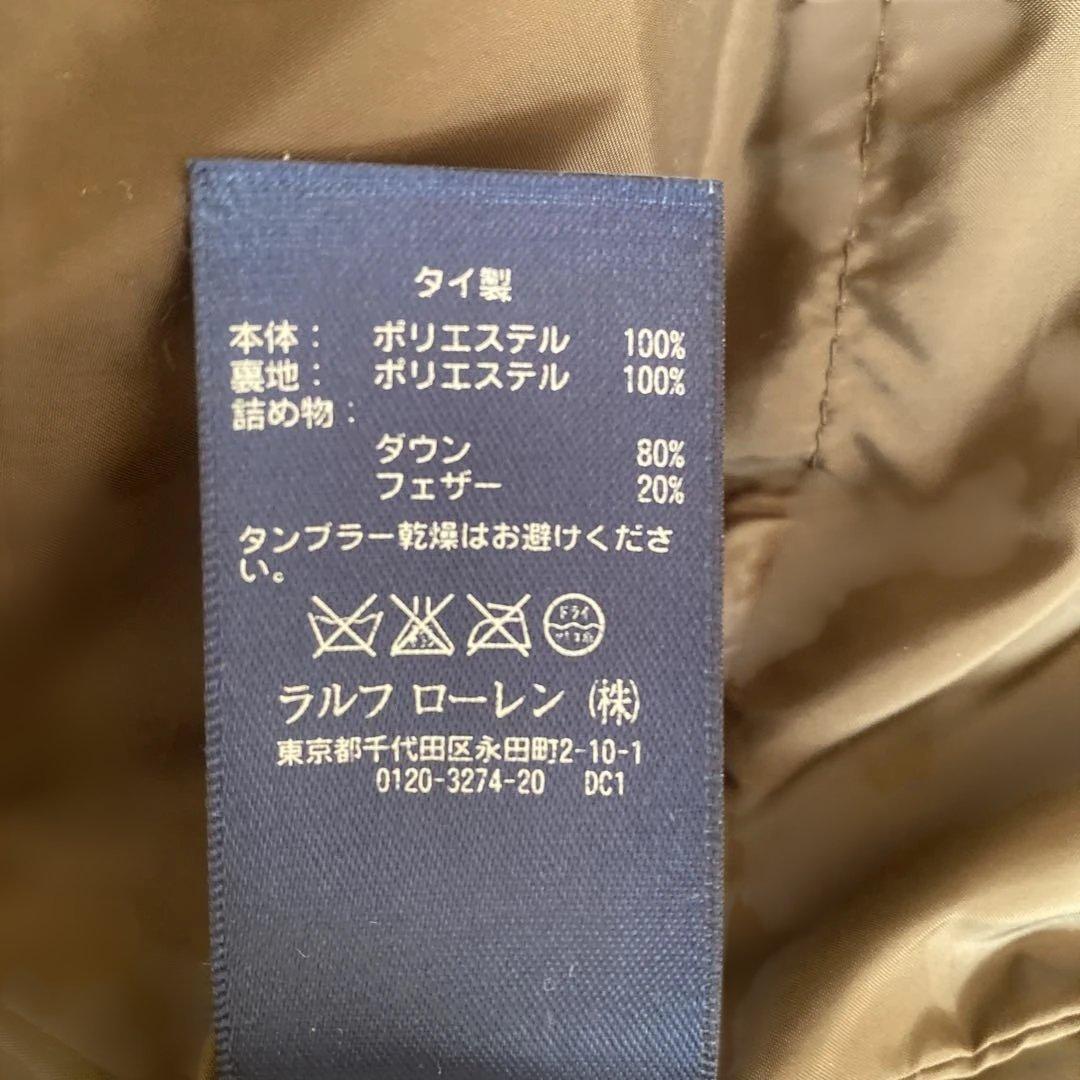 タイ製
本体： ポリエステル 100%
裏地： ポリエステル 100%
詰め物：
ダウン 80%
フェザー 20%
タンブラー乾燥はお避けくださ
い。
ドライ
ラルフ ローレン (株)
東京都千代田区永田町2-10-1
0120-3274-20 DC1